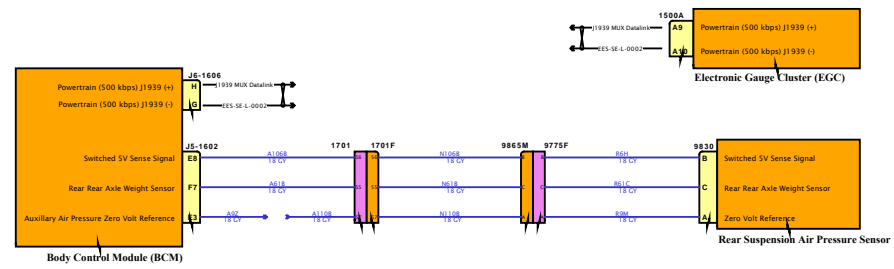 1500A
A9
J1939 MUX Datalink
Powertrain (500 kbps) J1939 (+)
A10
EES-SE-L-0002
Powertrain (500 kbps) J1939 (-)
Electronic Gauge Cluster (EGC)
J6-1606
Powertrain (500 kbps) J1939 (+)
H
J1939 MUX Datalink
Powertrain (500 kbps) J1939 (-)
G
EES-SE-L-0002
J5-1602
1701
1701F
9865M
9775F
9830
Switched 5V Sense Signal
E8
A106B
18 GY
56
56
N106B
18 GY
B
B
R6H
18 GY
B
Switched 5V Sense Signal
Rear Rear Axle Weight Sensor
F7
A61B
18 GY
55
55
N61B
18 GY
C
C
R61C
18 GY
C
Rear Rear Axle Weight Sensor
Auxillary Air Pressure Zero Volt Reference
E3
A9Z
18 GY
A110B
18 GY
57
N110B
18 GY
A
R9M
18 GY
A
Zero Volt Reference
Body Control Module (BCM)
Rear Suspension Air Pressure Sensor